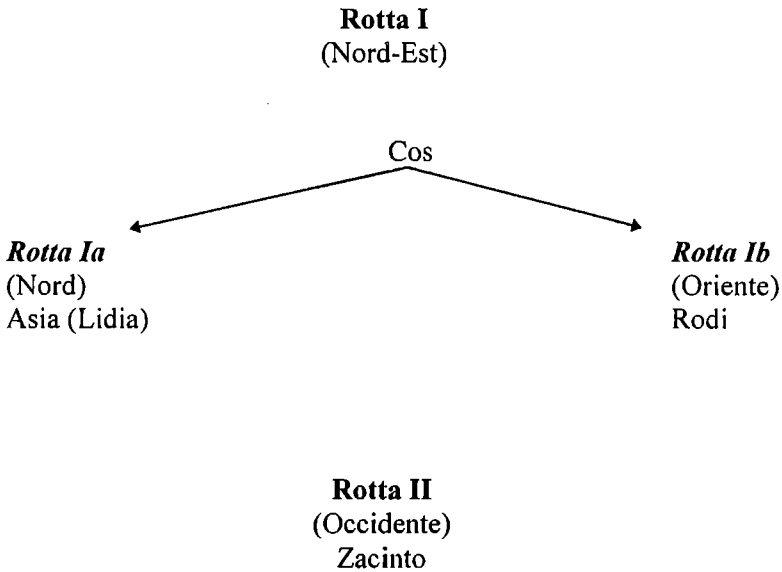 Rotta I
(Nord-Est)
Cos
Rotta Ia
(Nord)
Asia (Lidia)
Rotta Ib
(Oriente)
Rodi
Rotta II
(Occidente)
Zacinto